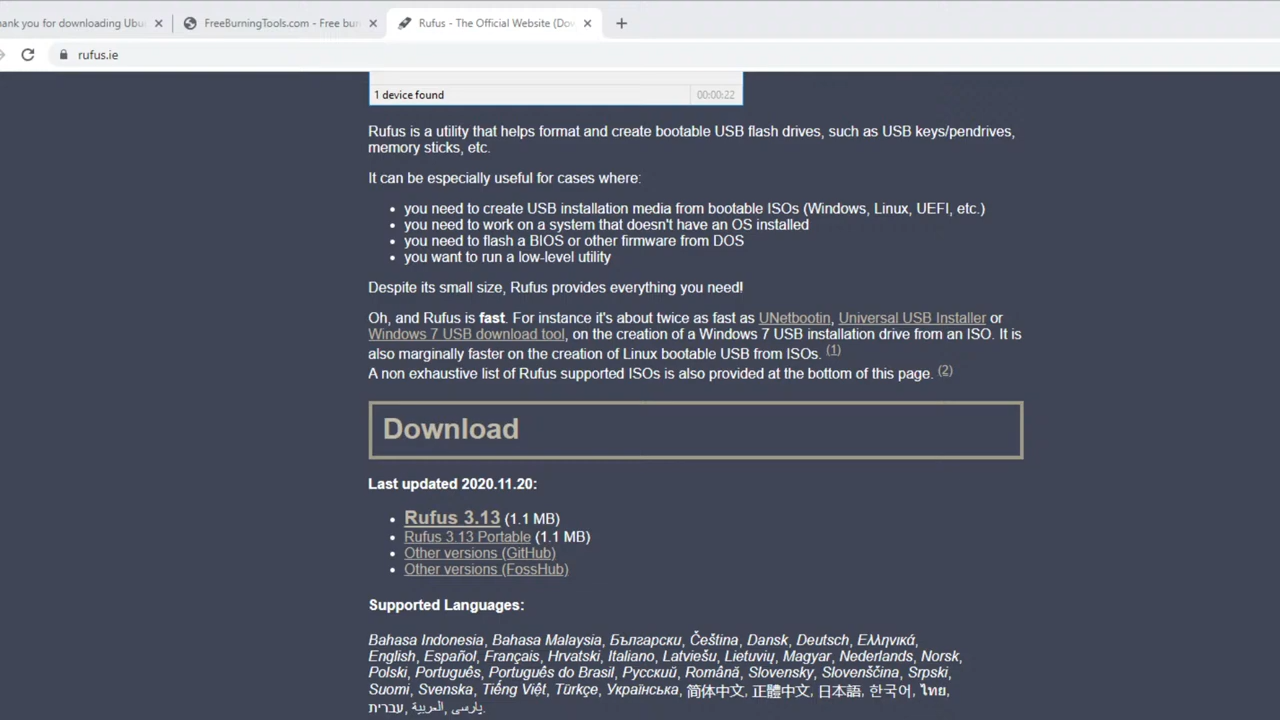 ank you for downloading Ubu
FreeBurningTools.com - Free bur
Rufus - The Official Website (Dov
rufus.ie
1 device found
00:00:22
Rufus is a utility that helps format and create bootable USB flash drives, such as USB keys/pendrives,
memory sticks, etc.
It can be especially useful for cases where:
• you need to create USB installation media from bootable ISOs (Windows, Linux, UEFI, etc.)
• you need to work on a system that doesn't have an OS installed
• you need to flash a BIOS or other firmware from DOS
• you want to run a low-level utility
Despite its small size, Rufus provides everything you need!
Oh, and Rufus is fast. For instance it's about twice as fast as UNetbootin, Universal USB Installer or
Windows 7 USB download tool, on the creation of a Windows 7 USB installation drive from an ISO. It is
also marginally faster on the creation of Linux bootable USB from ISOs. (1)
A non exhaustive list of Rufus supported ISOs is also provided at the bottom of this page. (2)
Download
Last updated 2020.11.20:
• Rufus 3.13 (1.1 MB)
• Rufus 3.13 Portable (1.1 MB)
• Other versions (GitHub)
• Other versions (FossHub)
Supported Languages:
Bahasa Indonesia, Bahasa Malaysia, Български, Čeština, Dansk, Deutsch, Ελληνικά,
English, Español, Français, Hrvatski, Italiano, Latviešu, Lietuvių, Magyar, Nederlands, Norsk,
Polski, Português, Português do Brasil, Русский, Română, Slovensky, Slovenščina, Srpski,
Suomi, Svenska, Tiếng Việt, Türkçe, Українська, 简体中文, 正體中文, 日本語, 한국어, ไทย,
עברית, العربية, پارسی.